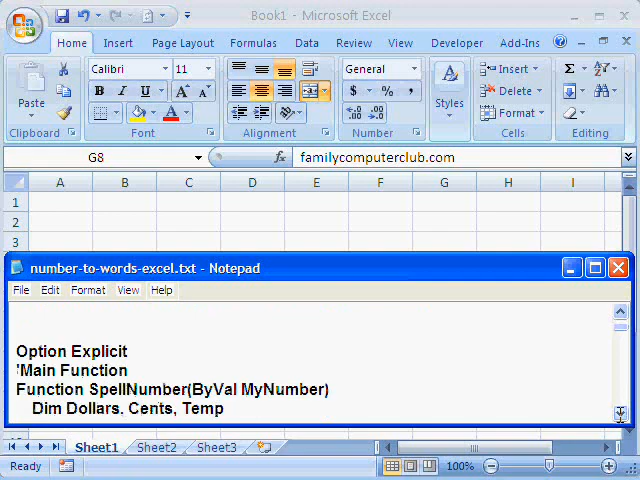 Book1 - Microsoft Excel
Home Insert Page Layout Formulas Data Review View Developer Add-Ins
Calibri 11 General
Paste
B I U
A A
A
Styles
$ % ,
Insert
Delete
Format
Σ
Clipboard Font Alignment Number Cells Editing
G8 fx familycomputerclub.com
A B C D E F G H I
1
2
3
number-to-words-excel.txt - Notepad
File Edit Format View Help
Option Explicit
'Main Function
Function SpellNumber(ByVal MyNumber)
Dim Dollars, Cents, Temp
Sheet1 Sheet2 Sheet3
Ready 100%